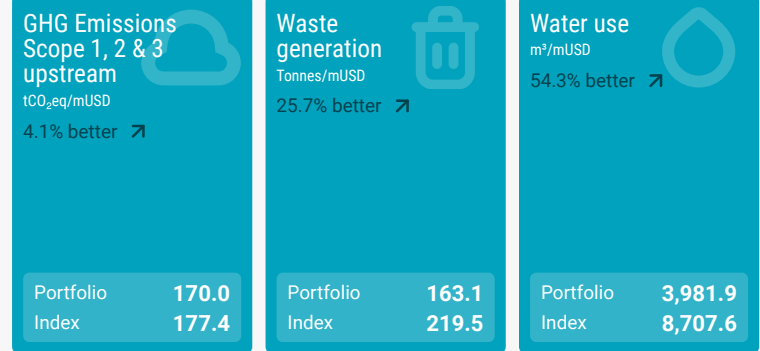 GHG Emissions
Scope 1, 2 & 3
upstream
tCO₂eq/mUSD
4.1% better
Portfolio 170.0
Index 177.4
Waste
generation
Tonnes/mUSD
25.7% better
Portfolio 163.1
Index 219.5
Water use
m³/mUSD
54.3% better
Portfolio 3,981.9
Index 8,707.6